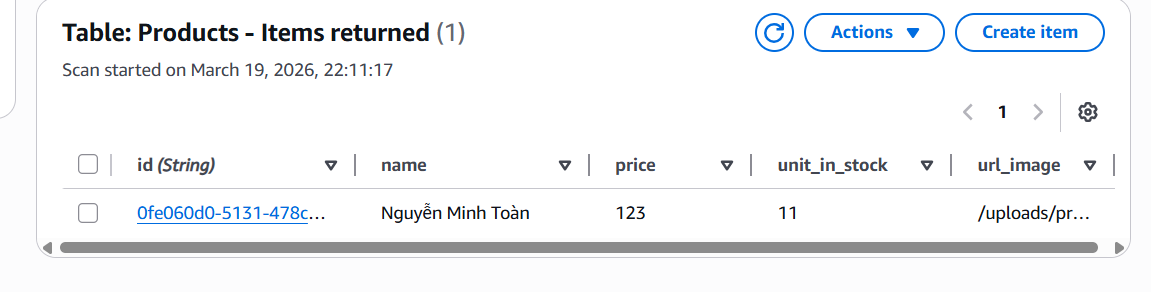 Table: Products - Items returned (1)
Actions
Create item
Scan started on March 19, 2026, 22:11:17
1
id (String) name price unit_in_stock url_image
0fe060d0-5131-478c... Nguyễn Minh Toàn 123 11 /uploads/pr...